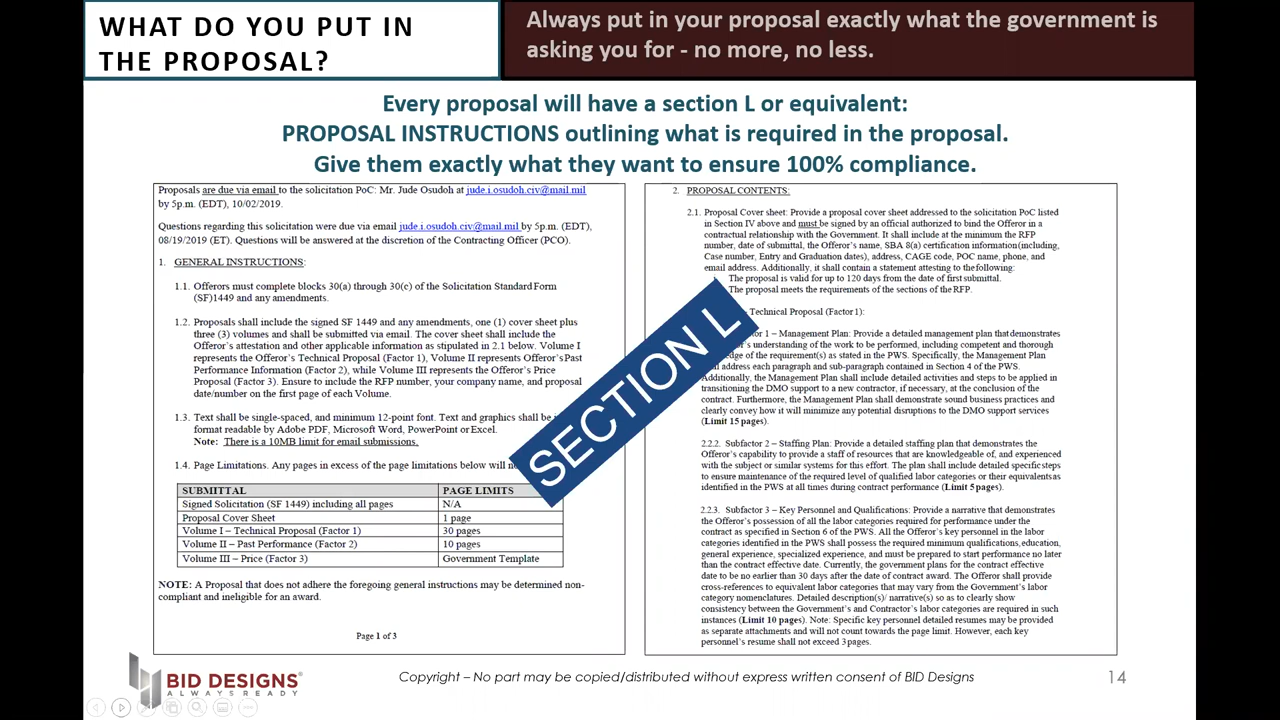 WHAT DO YOU PUT IN
THE PROPOSAL?
Always put in your proposal exactly what the government is
asking you for - no more, no less.
Every proposal will have a section L or equivalent:
PROPOSAL INSTRUCTIONS outlining what is required in the proposal.
Give them exactly what they want to ensure 100% compliance.
Proposals are due via email to the solicitation PoC: Mr. Jude Osudoh at jude.i.osudoh.civ@mail.mil
by 5p.m. (EDT), 10/02/2019.
Questions regarding this solicitation were due via email jude.i.osudoh.civ@mail.mil by 5p.m. (EDT),
08/19/2019 (ET). Questions will be answered at the discretion of the Contracting Officer (PCO).
1. GENERAL INSTRUCTIONS:
1.1. Offerors must complete blocks 30(a) through 30(c) of the Solicitation Standard Form
(SF)1449 and any amendments.
1.2. Proposals shall include the signed SF 1449 and any amendments, one (1) cover sheet plus
three (3) volumes and shall be submitted via email. The cover sheet shall include the
Offeror's attestation and other applicable information as stipulated in 2.1 below. Volume I
represents the Offeror's Technical Proposal (Factor 1), Volume II represents Offeror's Past
Performance Information (Factor 2), while Volume III represents the Offeror's Price
Proposal (Factor 3). Ensure to include the RFP number, your company name, and proposal
date/number on the first page of each Volume.
1.3. Text shall be single-spaced, and minimum 12-point font. Text and graphics shall be
format readable by Adobe PDF, Microsoft Word, PowerPoint or Excel.
Note: There is a 10MB limit for email submissions.
1.4. Page Limitations. Any pages in excess of the page limitations below will
SUBMITTAL PAGE LIMITS
Signed Solicitation (SF 1449) including all pages N/A
Proposal Cover Sheet 1 page
Volume I – Technical Proposal (Factor 1) 30 pages
Volume II – Past Performance (Factor 2) 10 pages
Volume III – Price (Factor 3) Government Template
NOTE: A Proposal that does not adhere the foregoing general instructions may be determined non-
compliant and ineligible for an award.
Page 1 of 3
SECTION L
2. PROPOSAL CONTENTS:
2.1. Proposal Cover sheet: Provide a proposal cover sheet addressed to the solicitation PoC listed
in Section IV above and must be signed by an official authorized to bind the Offeror in a
contractual relationship with the Government. It shall include at the minimum the RFP
number, date of submittal, the Offeror's name, SBA 8(a) certification information (including,
Case number, Entry and Graduation dates), address, CAGE code, POC name, phone, and
email address. Additionally, it shall contain a statement attesting to the following:
The proposal is valid for up to 120 days from the date of first submittal.
The proposal meets the requirements of the sections of the RFP.
Technical Proposal (Factor 1):
1 – Management Plan: Provide a detailed management plan that demonstrates
understanding of the work to be performed, including competent and thorough
of the requirement(s) as stated in the PWS. Specifically, the Management Plan
address each paragraph and sub-paragraph contained in Section 4 of the PWS.
Additionally, the Management Plan shall include detailed activities and steps to be applied in
transitioning the DMO support to a new contractor, if necessary, at the conclusion of the
contract. Furthermore, the Management Plan shall demonstrate sound business practices and
clearly convey how it will minimize any potential disruptions to the DMO support services
(Limit 15 pages).
2.2.2. Subfactor 2 – Staffing Plan: Provide a detailed staffing plan that demonstrates the
Offeror's capability to provide a staff of resources that are knowledgeable of, and experienced
with the subject or similar systems for this effort. The plan shall include detailed specific steps
to ensure maintenance of the required level of qualified labor categories or their equivalents as
identified in the PWS at all times during contract performance (Limit 5 pages).
2.2.3. Subfactor 3 – Key Personnel and Qualifications: Provide a narrative that demonstrates
the Offeror's possession of all the labor categories required for performance under the
contract as specified in Section 6 of the PWS. All the Offeror's key personnel in the labor
categories identified in the PWS shall possess the required minimum qualifications, education,
general experience, specialized experience, and must be prepared to start performance no later
than the contract effective date. Currently, the government plans for the contract effective
date to be no earlier than 30 days after the date of contract award. The Offeror shall provide
cross-references to equivalent labor categories that may vary from the Government's labor
category nomenclatures. Detailed description(s)/ narrative(s) so as to clearly show
consistency between the Government's and Contractor's labor categories are required in such
instances (Limit 10 pages). Note: Specific key personnel detailed resumes may be provided
as separate attachments and will not count towards the page limit. However, each key
personnel's resume shall not exceed 3 pages.
BID DESIGNS®
ALWAYS READY
Copyright – No part may be copied/distributed without express written consent of BID Designs
14